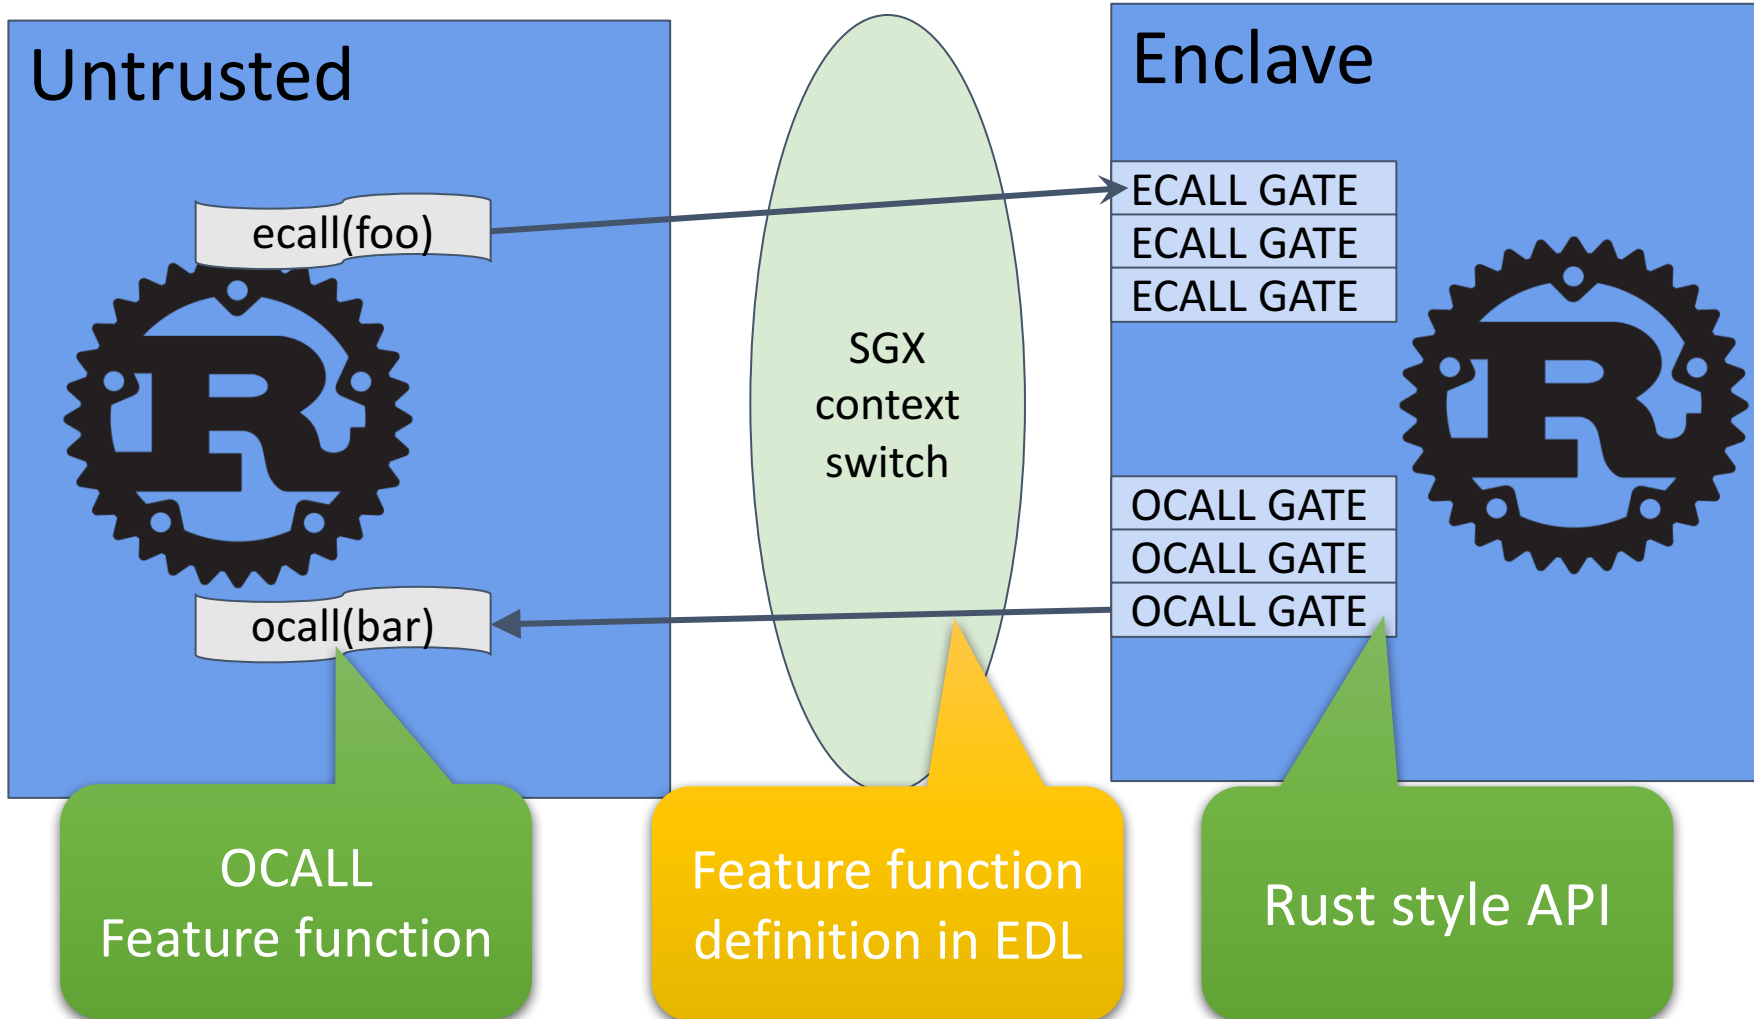 Untrusted
ecall(foo)
ocall(bar)
SGX
context
switch
Enclave
ECALL GATE
ECALL GATE
ECALL GATE
OCALL GATE
OCALL GATE
OCALL GATE
OCALL
Feature function
Feature function
definition in EDL
Rust style API
R
R